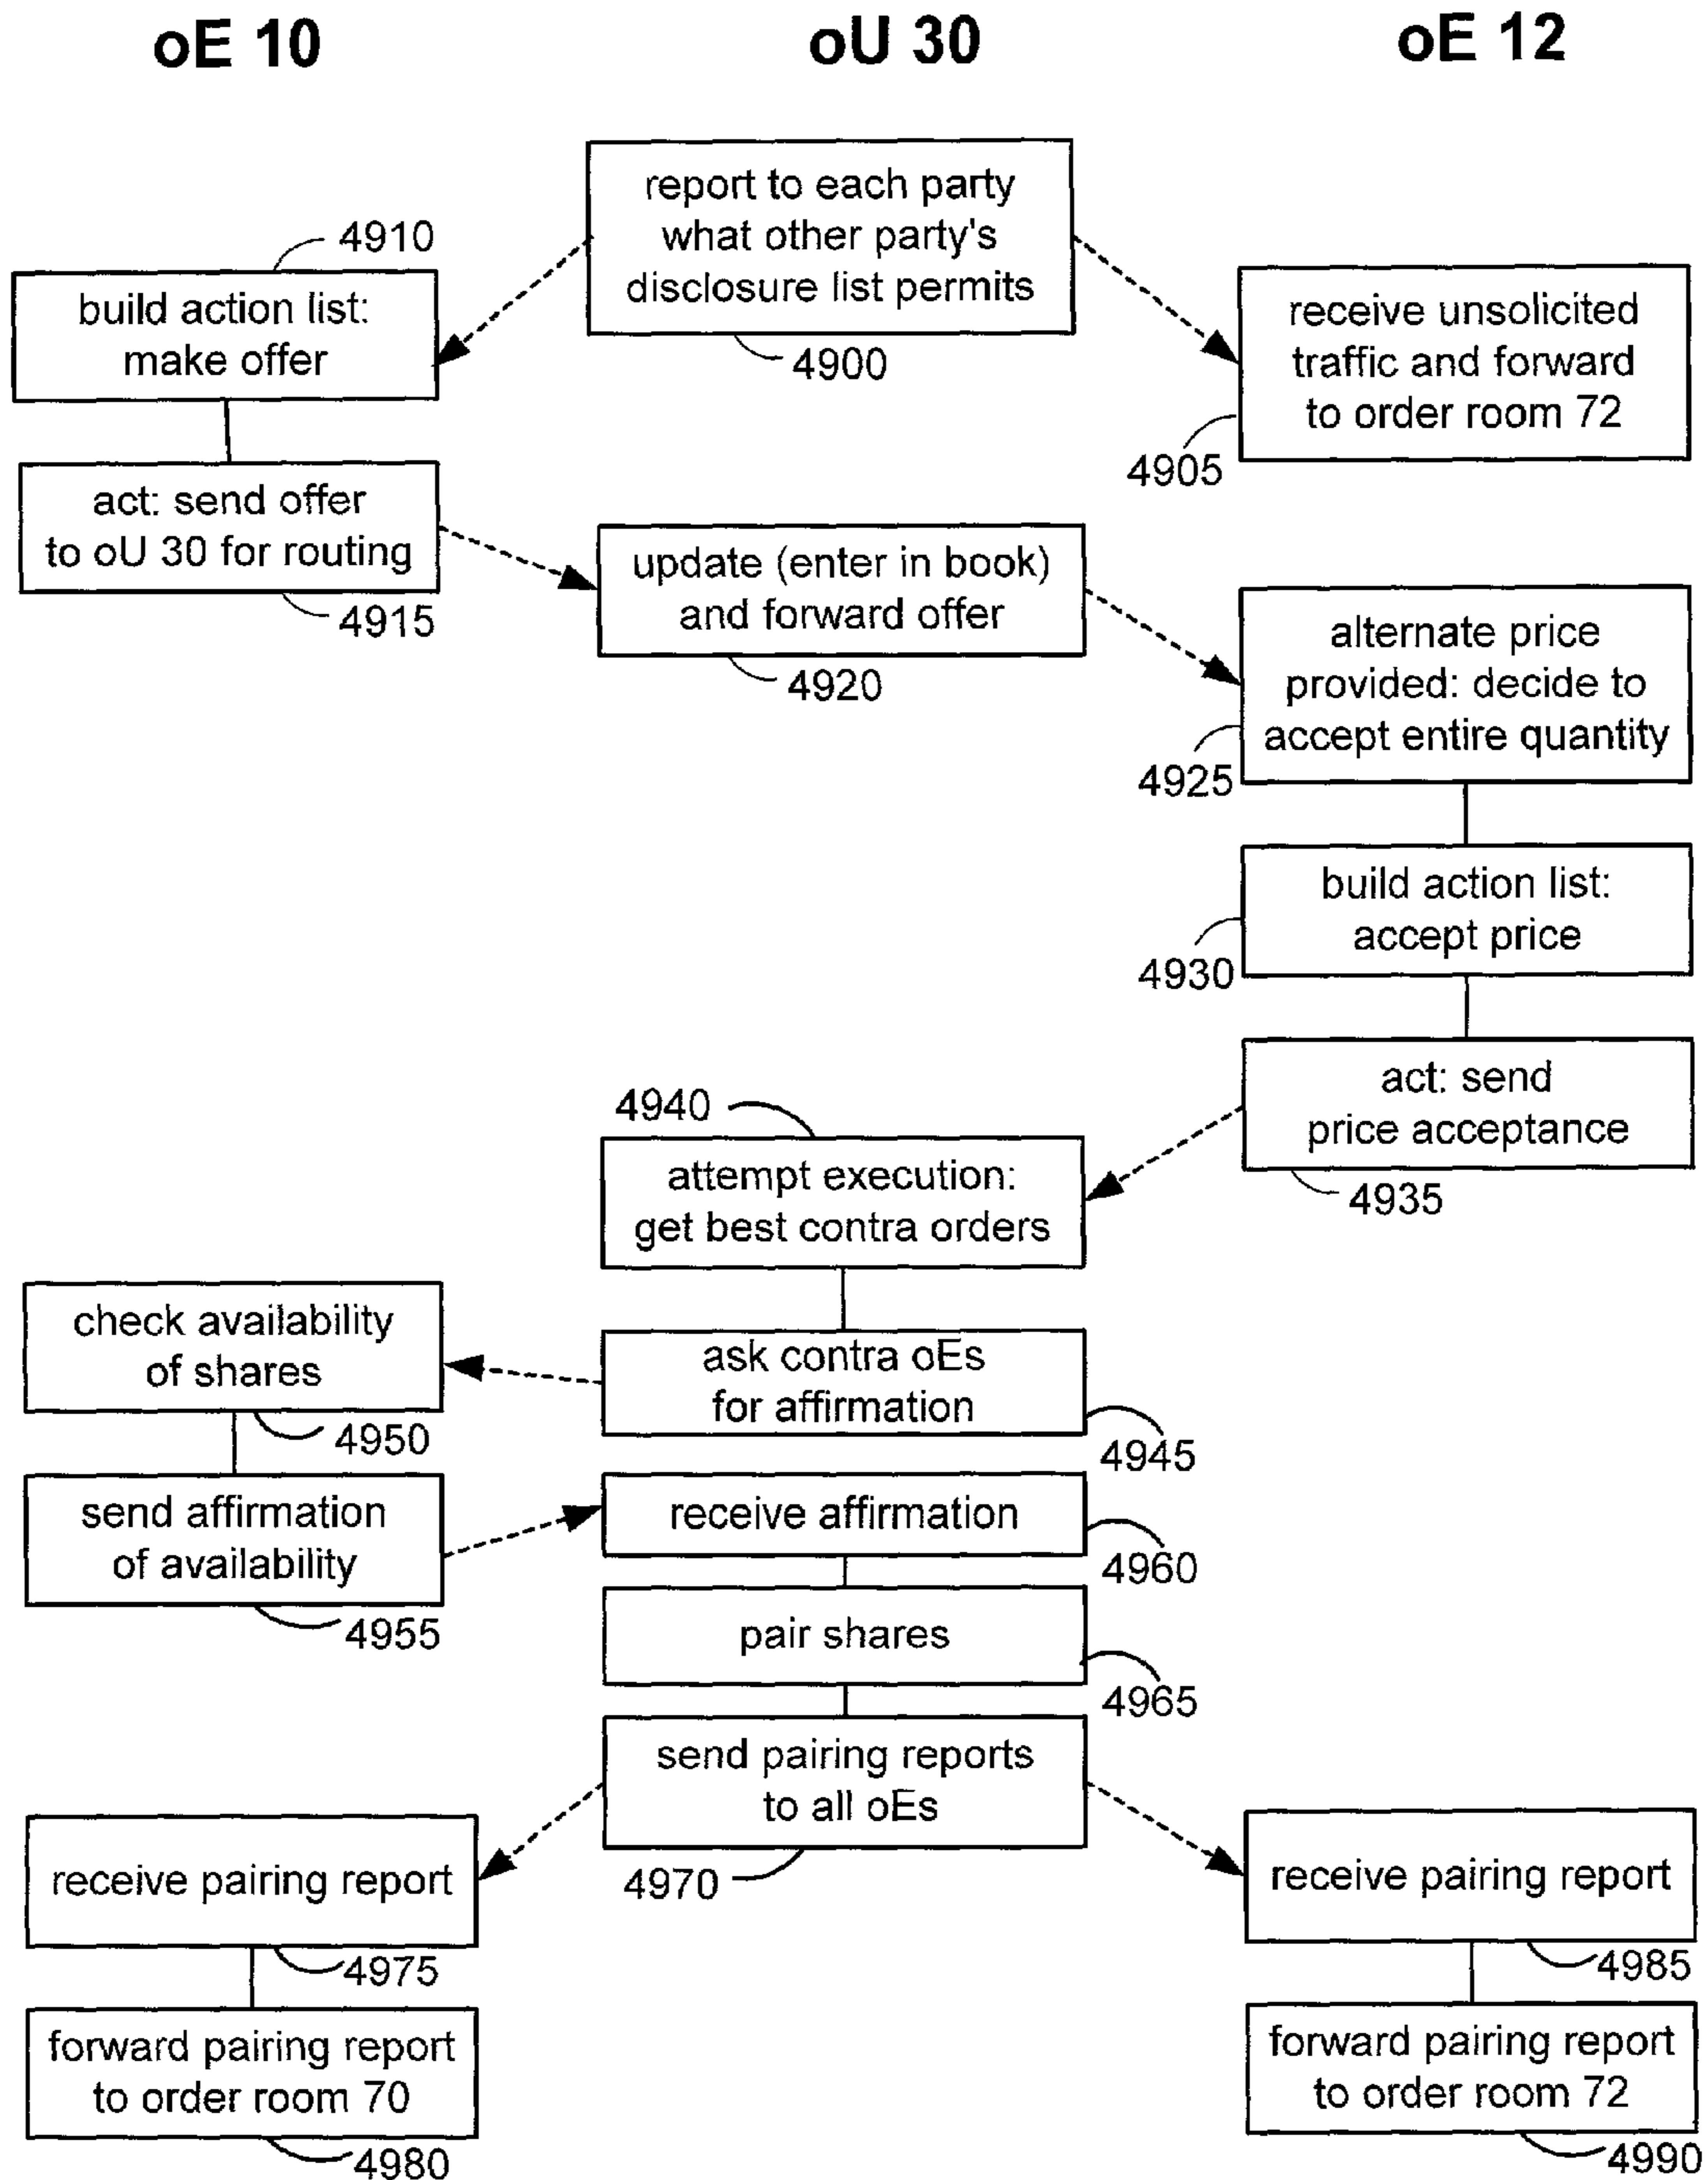 oE 10
oU 30
oE 12
report to each party
what other party's
disclosure list permits
4900
4910
build action list:
make offer
receive unsolicited
traffic and forward
to order room 72
4905
act: send offer
to oU 30 for routing
4915
update (enter in book)
and forward offer
4920
alternate price
provided: decide to
accept entire quantity
4925
build action list:
accept price
4930
act: send
price acceptance
4935
4940
attempt execution:
get best contra orders
ask contra oEs
for affirmation
4945
check availability
of shares
4950
send affirmation
of availability
4955
receive affirmation
4960
pair shares
4965
send pairing reports
to all oEs
4970
receive pairing report
4975
forward pairing report
to order room 70
4980
receive pairing report
4985
forward pairing report
to order room 72
4990